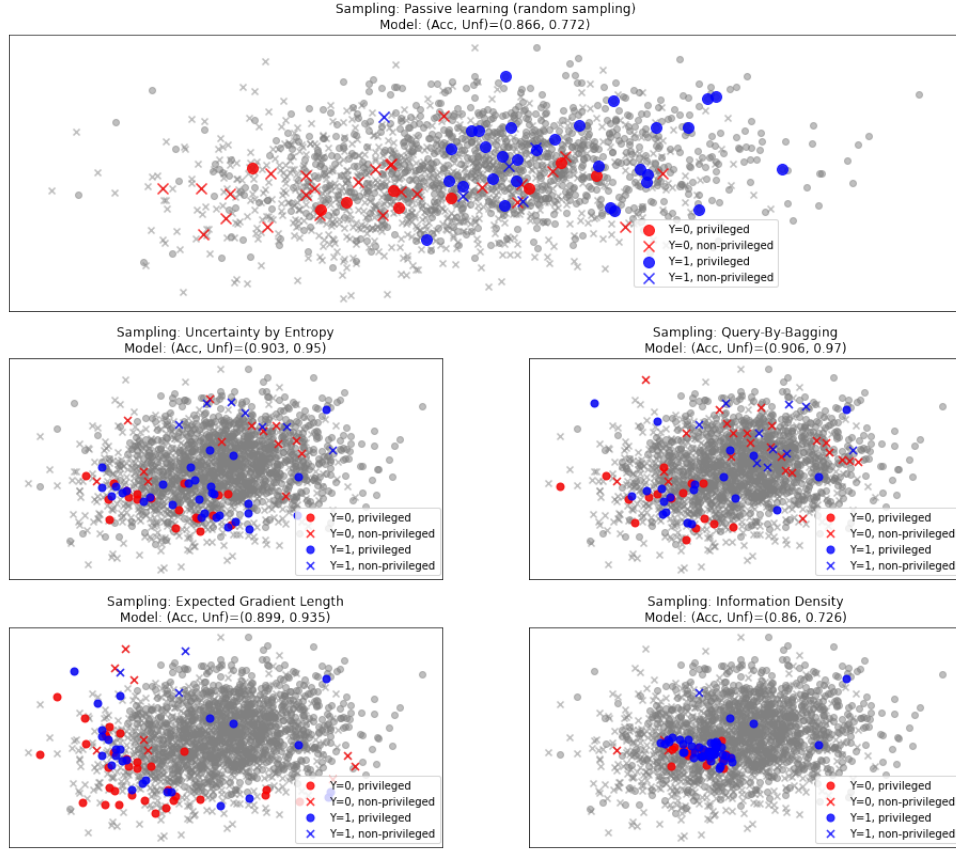 Sampling: Passive learning (random sampling)
Model: (Acc, Unf)=(0.866, 0.772)
Y=0, privileged
Y=0, non-privileged
Y=1, privileged
Y=1, non-privileged
Sampling: Uncertainty by Entropy
Model: (Acc, Unf)=(0.903, 0.95)
Y=0, privileged
Y=0, non-privileged
Y=1, privileged
Y=1, non-privileged
Sampling: Query-By-Bagging
Model: (Acc, Unf)=(0.906, 0.97)
Y=0, privileged
Y=0, non-privileged
Y=1, privileged
Y=1, non-privileged
Sampling: Expected Gradient Length
Model: (Acc, Unf)=(0.899, 0.935)
Y=0, privileged
Y=0, non-privileged
Y=1, privileged
Y=1, non-privileged
Sampling: Information Density
Model: (Acc, Unf)=(0.86, 0.726)
Y=0, privileged
Y=0, non-privileged
Y=1, privileged
Y=1, non-privileged